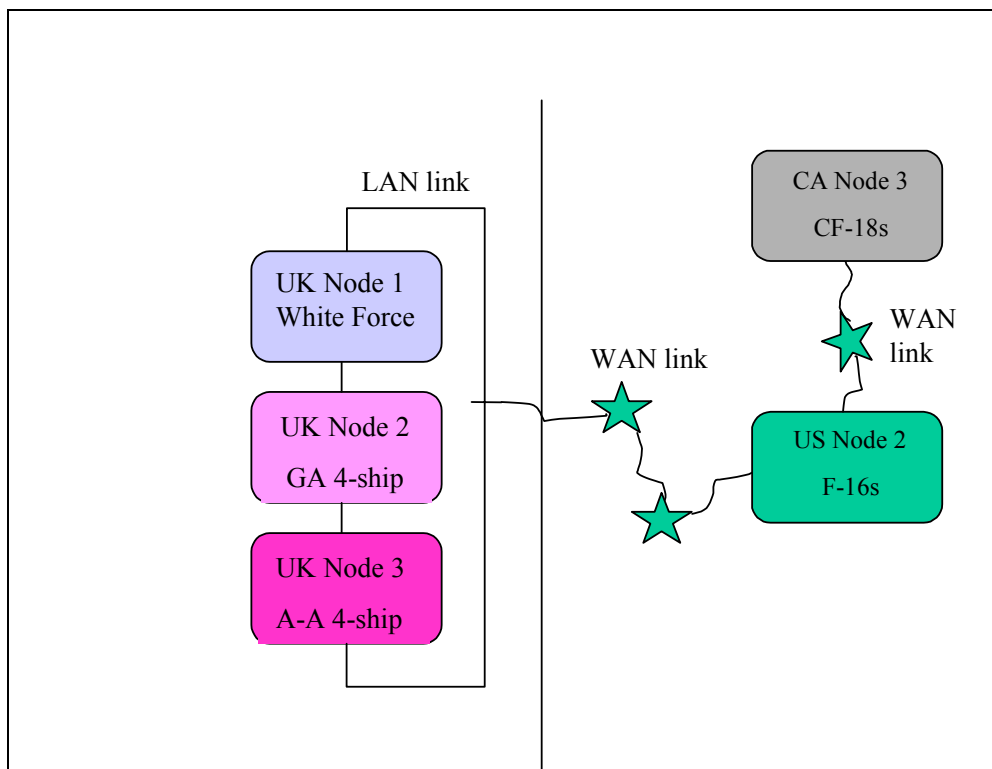 LAN link
UK Node 1
White Force
UK Node 2
GA 4-ship
UK Node 3
A-A 4-ship
WAN link
CA Node 3
CF-18s
WAN
link
US Node 2
F-16s